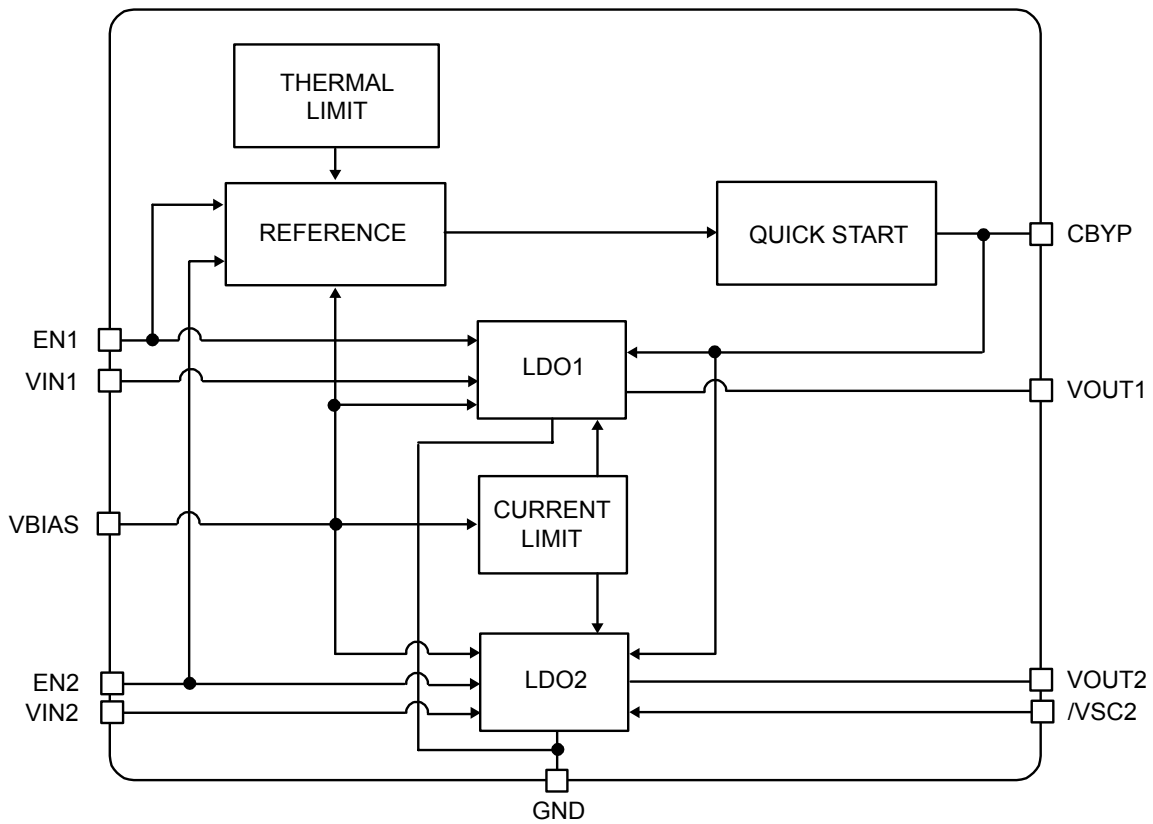 THERMAL
LIMIT
REFERENCE
QUICK START
CBYP
EN1
LDO1
VIN1
VOUT1
VBIAS
CURRENT
LIMIT
EN2
LDO2
VOUT2
VIN2
/VSC2
GND